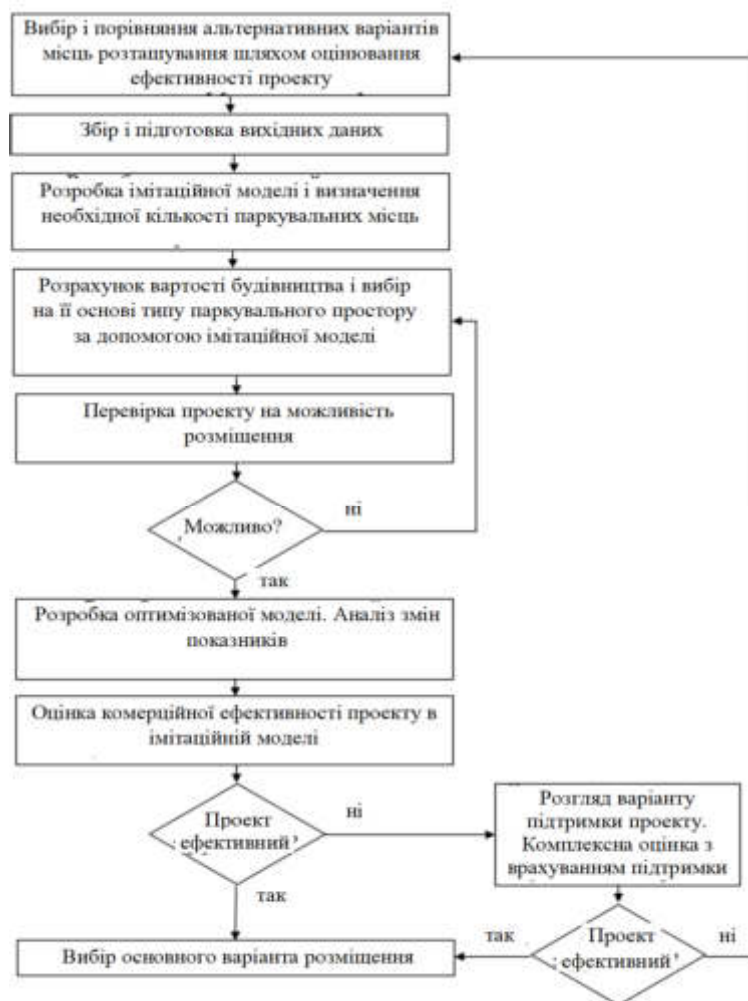 Вибір і порівняння альтернативних варіантів
місць розташування шляхом оцінювання
ефективності проекту
Збір і підготовка вихідних даних
Розробка імітаційної моделі і визначення
необхідної кількості паркувальних місць
Розрахунок вартості будівництва і вибір
на її основі типу паркувального простору
за допомогою імітаційної моделі
Перевірка проекту на можливість
розміщення
Можливо?
ні
так
Розробка оптимізованої моделі. Аналіз змін
показників
Оцінка комерційної ефективності проекту в
імітаційній моделі
Проект
ефективний?
ні
так
Розгляд варіанту
підтримки проекту.
Комплексна оцінка з
врахуванням підтримки
Вибір основного варіанта розміщення
так
Проект
ефективний?
ні